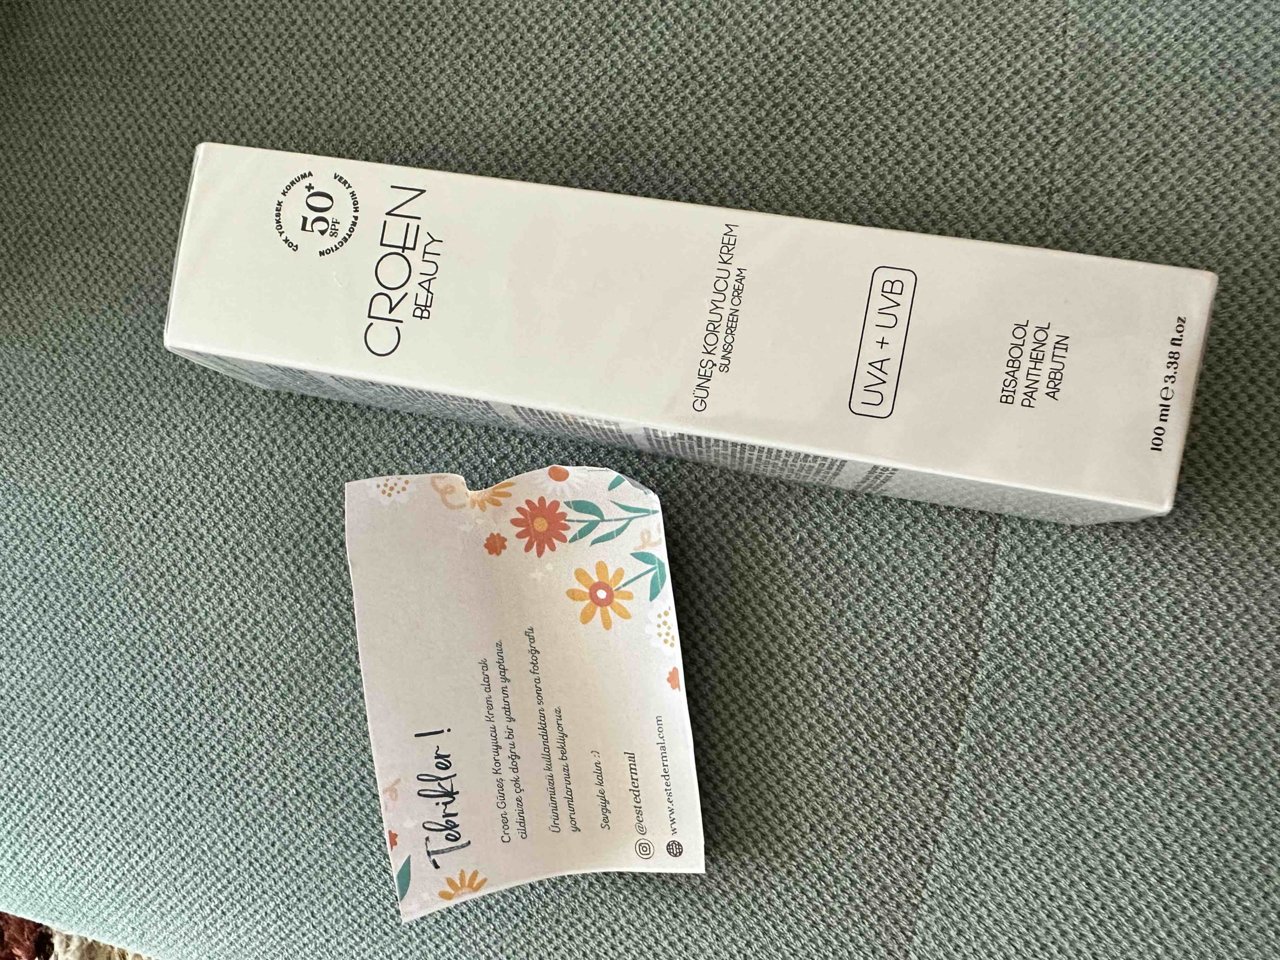 ÇOK YÜKSEK KORUMA
50+
SPF
VERY HIGH PROTECTION
CROEN
BEAUTY
GÜNEŞ KORUYUCU KREM
SUNSCREEN CREAM
UVA + UVB
BISABOLOL
PANTHENOL
ARBUTIN
100 ml ℮ 3.38 fl.oz
Tebrikler!
Croen Güneş Koruyucu Krem alarak
cildinize çok doğru bir yatırım yaptınız.
Ürünümüzü kullandıktan sonra fotoğraflı
yorumlarınızı bekliyoruz.
Sevgiyle kalın :)
@estedermal
www.estedermal.com